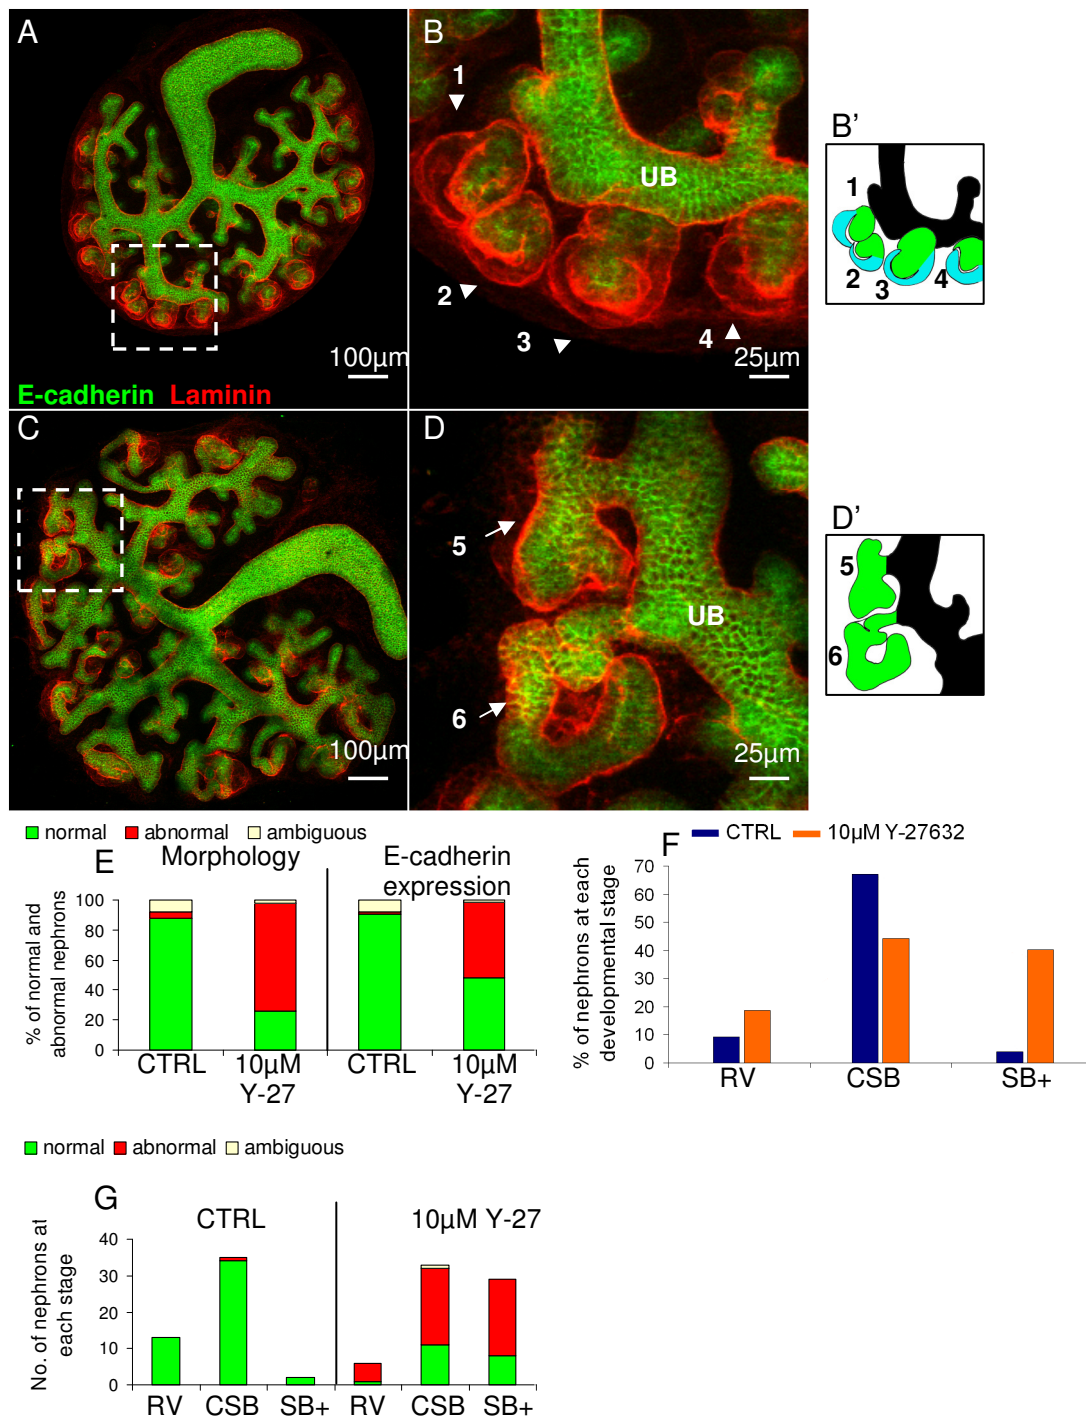 A
100µm
E-cadherin Laminin
B
1
UB
2
3
4
25µm
B'
1
2
3
4
C
100µm
D
5
UB
6
25µm
D'
5
6
normal abnormal ambiguous
E
Morphology
E-cadherin
expression
% of normal and
abnormal nephrons
100
80
60
40
20
0
CTRL
10µM
Y-27
CTRL
10µM
Y-27
CTRL 10µM Y-27632
F
% of nephrons at each
developmental stage
70
60
50
40
30
20
10
0
RV CSB SB+
normal abnormal ambiguous
G
CTRL
10µM Y-27
No. of nephrons at
each stage
40
30
20
10
0
RV CSB SB+ RV CSB SB+